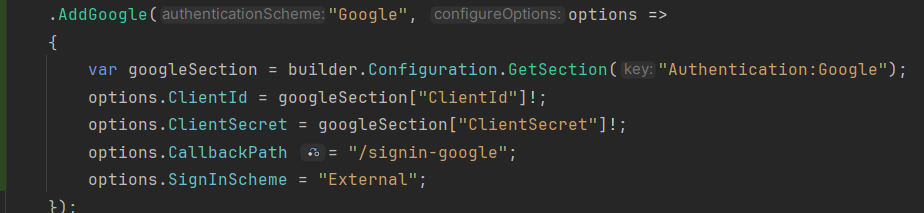 .AddGoogle( authenticationScheme: "Google", configureOptions: options =>
{
    var googleSection = builder.Configuration.GetSection( key: "Authentication:Google");
    options.ClientId = googleSection["ClientId"]!;
    options.ClientSecret = googleSection["ClientSecret"]!;
    options.CallbackPath = "/signin-google";
    options.SignInScheme = "External";
});